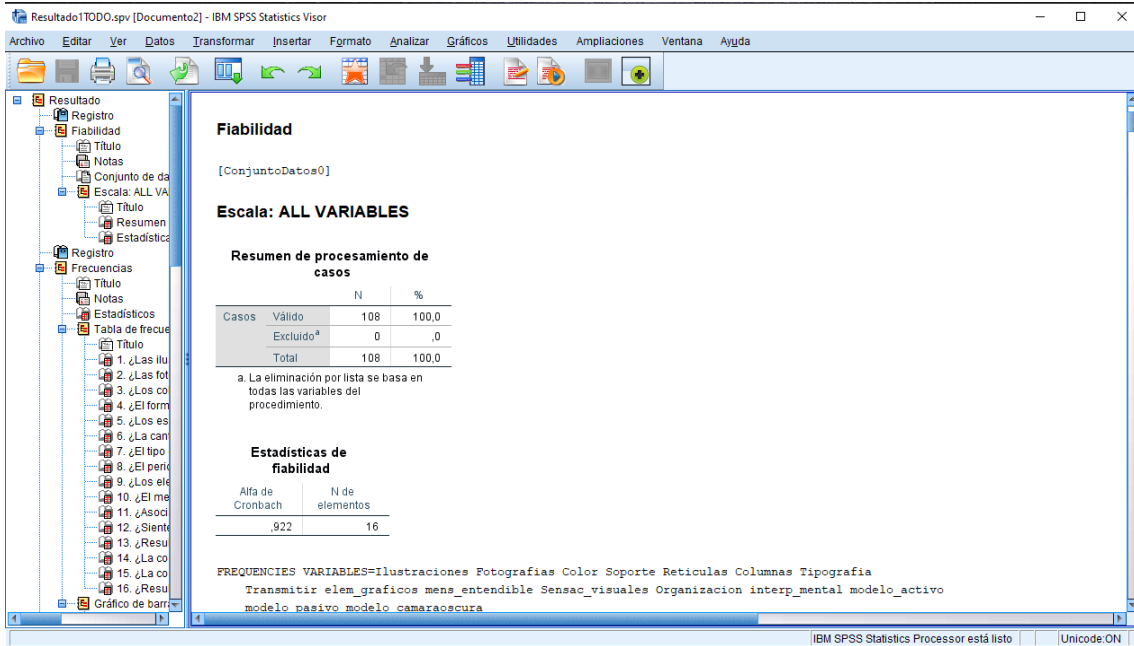 Resultado1TODO.spv [Documento2] - IBM SPSS Statistics Visor
Archivo Editar Ver Datos Transformar Insertar Formato Analizar Gráficos Utilidades Ampliaciones Ventana Ayuda
Resultado
Registro
Fiabilidad
Título
Notas
Conjunto de da
Escala: ALL VA
Título
Resumen
Estadística
Registro
Frecuencias
Título
Notas
Estadísticos
Tabla de frecue
Título
1. ¿Las ilu
2. ¿Las fot
3. ¿Los co
4. ¿El form
5. ¿Los es
6. ¿La can
7. ¿El tipo
8. ¿El peri
9. ¿Los ele
10. ¿El me
11. ¿Asoci
12. ¿Siente
13. ¿Resu
14. ¿La co
15. ¿La co
16. ¿Resu
Gráfico de barr
Fiabilidad
[ConjuntoDatos0]
Escala: ALL VARIABLES
Resumen de procesamiento de
casos
N %
Casos Válido 108 100,0
Excluido^a 0 ,0
Total 108 100,0
a. La eliminación por lista se basa en
todas las variables del
procedimiento.
Estadísticas de
fiabilidad
Alfa de N de
Cronbach elementos
,922 16
FREQUENCIES VARIABLES=Ilustraciones Fotografias Color Soporte Reticulas Columnas Tipografia
Transmitir elem_graficos mens_entendible Sensac_visuales Organizacion interp_mental modelo_activo
modelo_pasivo modelo_camaraoscura
IBM SPSS Statistics Processor está listo Unicode:ON